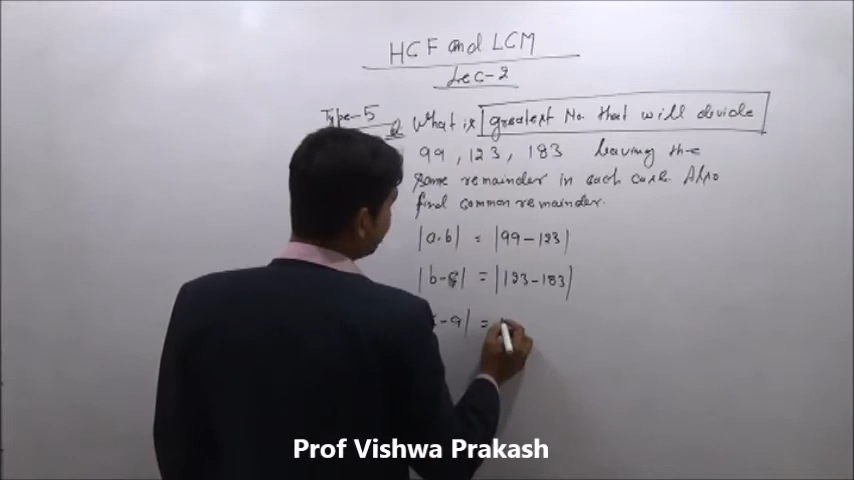 HCF and LCM
Lec-2
Type-5
Q What is greatest No. that will divide
99, 123, 183 leaving the
same remainder in each case. Also
find common remainder.
|a-b| = |99-123|
|b-c| = |123-183|
-a| =
Prof Vishwa Prakash